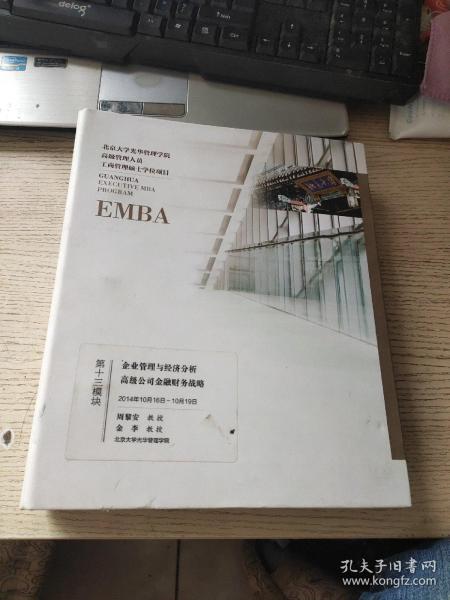 delog
北京大学光华管理学院
高级管理人员
工商管理硕士学位项目
GUANGHUA
EXECUTIVE MBA
PROGRAM
EMBA
第十三模块
企业管理与经济分析
高级公司金融财务战略
2014年10月16日-10月19日
周黎安 教授
金李 教授
北京大学光华管理学院
孔夫子旧书网
www.kongfz.com